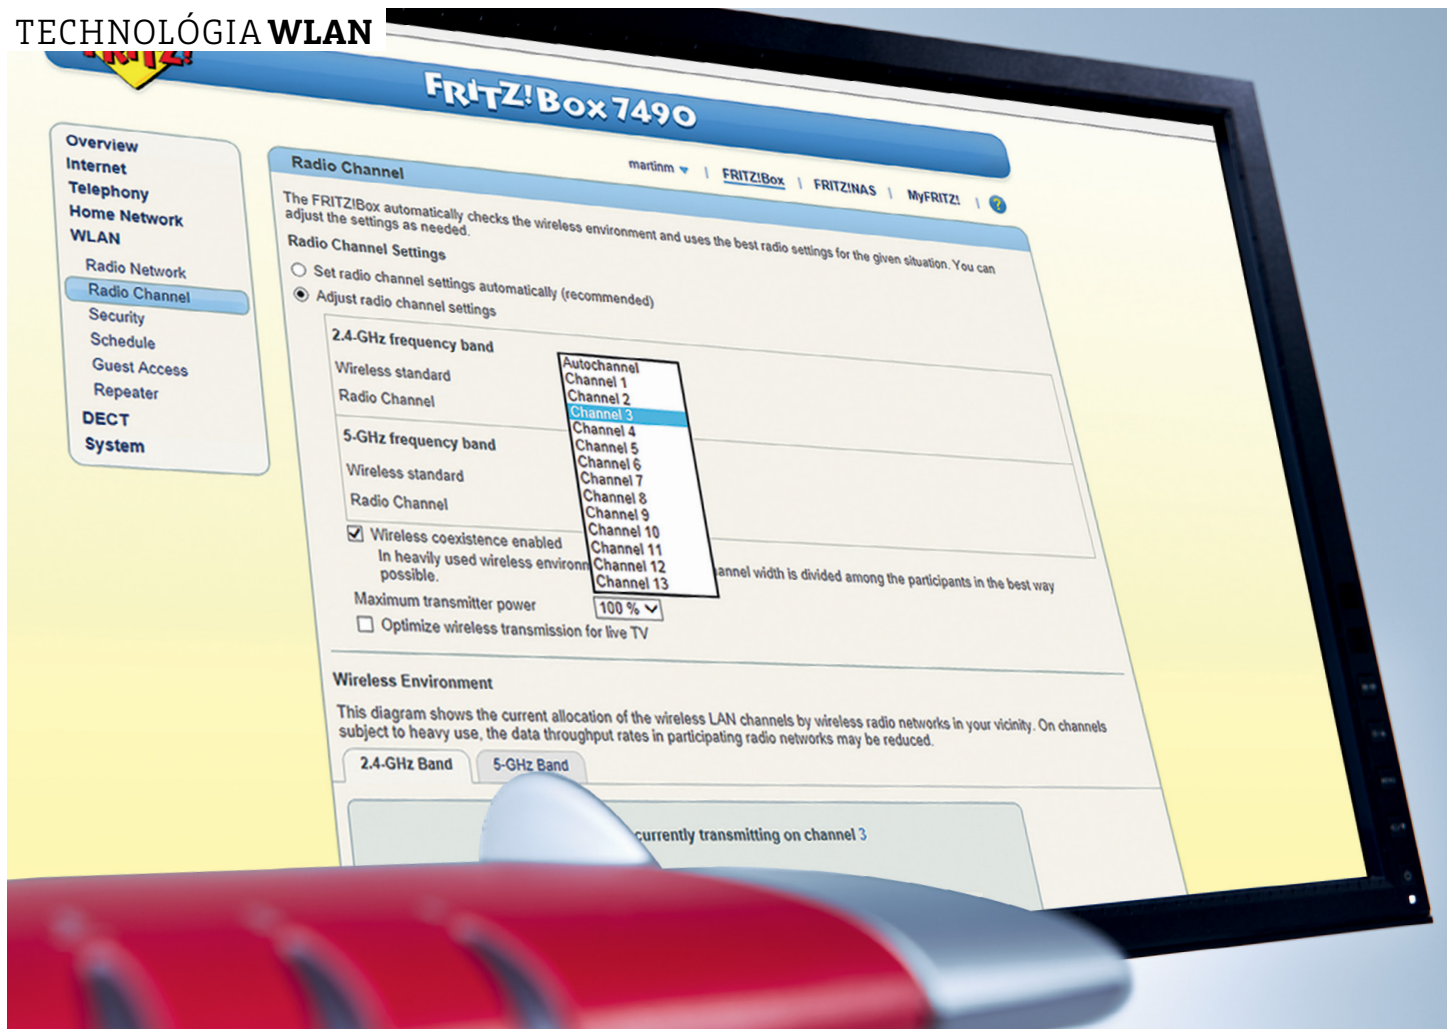 TECHNOLÓGIA WLAN
FRITZ!
FRITZ!Box 7490
martinm | FRITZ!Box | FRITZ!NAS | MyFRITZ! | ?
Overview
Internet
Telephony
Home Network
WLAN
Radio Network
Radio Channel
Security
Schedule
Guest Access
Repeater
DECT
System
Radio Channel
The FRITZ!Box automatically checks the wireless environment and uses the best radio settings for the given situation. You can
adjust the settings as needed.
Radio Channel Settings
Set radio channel settings automatically (recommended)
Adjust radio channel settings
2.4-GHz frequency band
Wireless standard
Radio Channel
Autochannel
Channel 1
Channel 2
Channel 3
Channel 4
Channel 5
Channel 6
Channel 7
Channel 8
Channel 9
Channel 10
Channel 11
Channel 12
Channel 13
5-GHz frequency band
Wireless standard
Radio Channel
Wireless coexistence enabled
In heavily used wireless environm annel width is divided among the participants in the best way
possible.
Maximum transmitter power 100 %
Optimize wireless transmission for live TV
Wireless Environment
This diagram shows the current allocation of the wireless LAN channels by wireless radio networks in your vicinity. On channels
subject to heavy use, the data throughput rates in participating radio networks may be reduced.
2.4-GHz Band 5-GHz Band
currently transmitting on channel 3